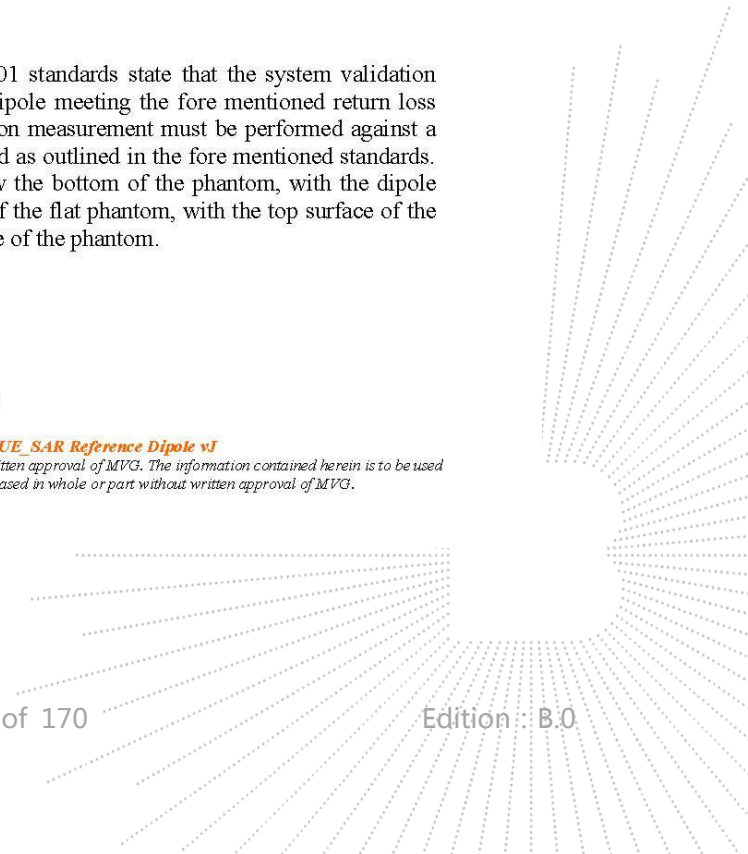 01 standards state that the system validation
ipole meeting the fore mentioned return loss
on measurement must be performed against a
d as outlined in the fore mentioned standards.
w the bottom of the phantom, with the dipole
f the flat phantom, with the top surface of the
e of the phantom.
UE_SAR Reference Dipole vJ
itten approval of MVG. The information contained herein is to be used
ased in whole or part without written approval of MVG.
of 170
Edition : B.0